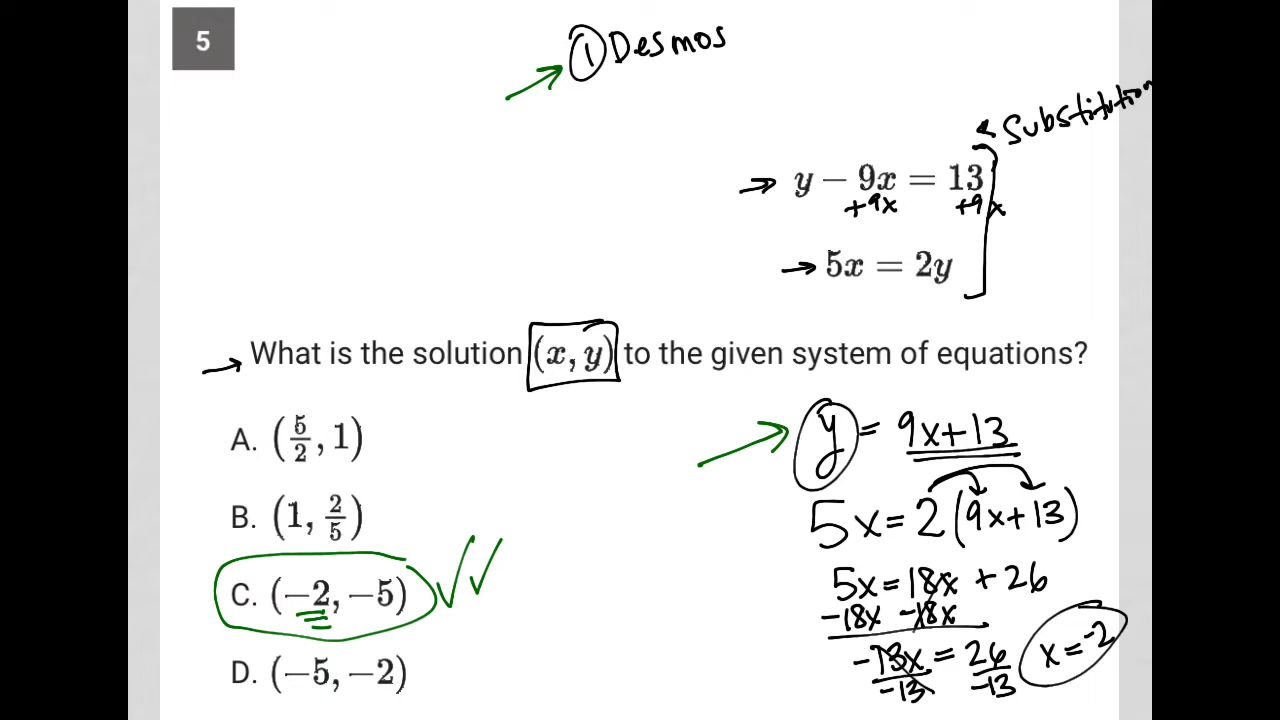 5
① Desmos
Substitution
y − 9x = 13
+9x +9x
5x = 2y
What is the solution (x, y) to the given system of equations?
A. (5/2, 1)
B. (1, 2/5)
C. (−2, −5)
D. (−5, −2)
y = 9x+13
5x = 2(9x+13)
5x = 18x + 26
−18x −18x
−13x = 26
−13 −13
x = −2